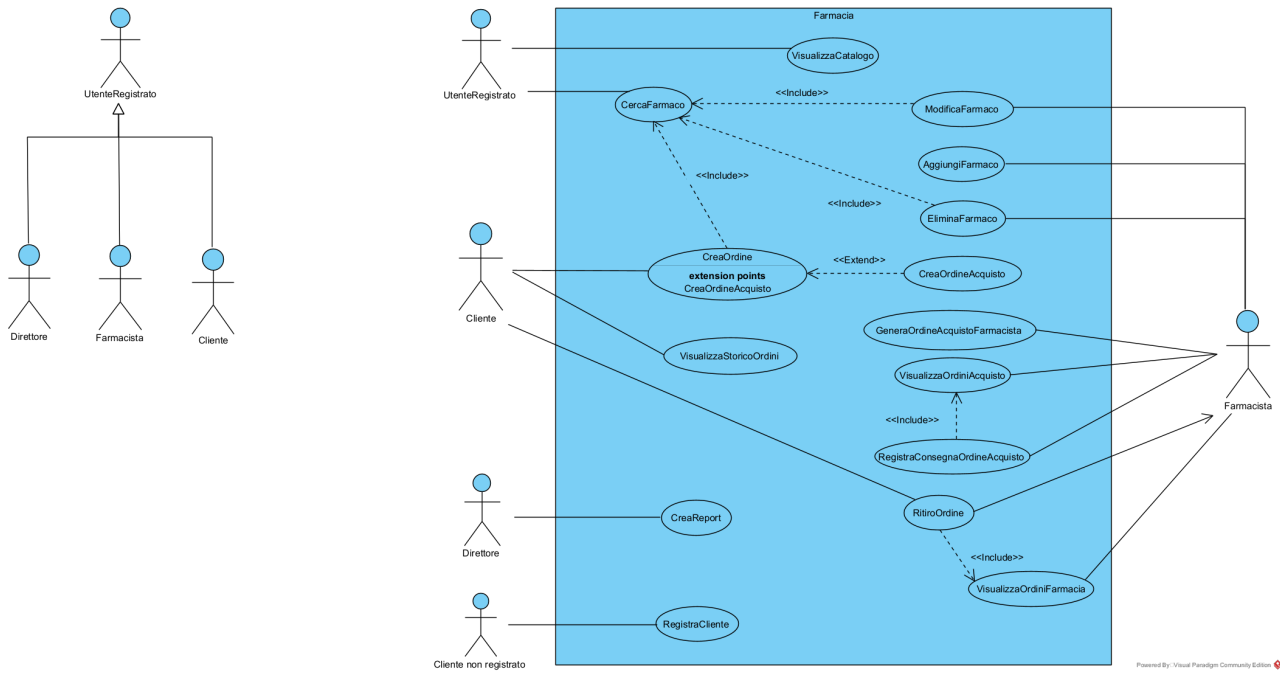 Farmacia
UtenteRegistrato
Direttore
Farmacista
Cliente
UtenteRegistrato
VisualizzaCatalogo
CercaFarmaco
<<Include>>
ModificaFarmaco
AggiungiFarmaco
<<Include>>
<<Include>>
EliminaFarmaco
Cliente
CreaOrdine
extension points
CreaOrdineAcquisto
<<Extend>>
CreaOrdineAcquisto
GeneraOrdineAcquistoFarmacista
VisualizzaStoricoOrdini
VisualizzaOrdiniAcquisto
<<Include>>
RegistraConsegnaOrdineAcquisto
Farmacista
Direttore
CreaReport
RitiroOrdine
<<Include>>
VisualizzaOrdiniFarmacia
Cliente non registrato
RegistraCliente
Powered By: Visual Paradigm Community Edition